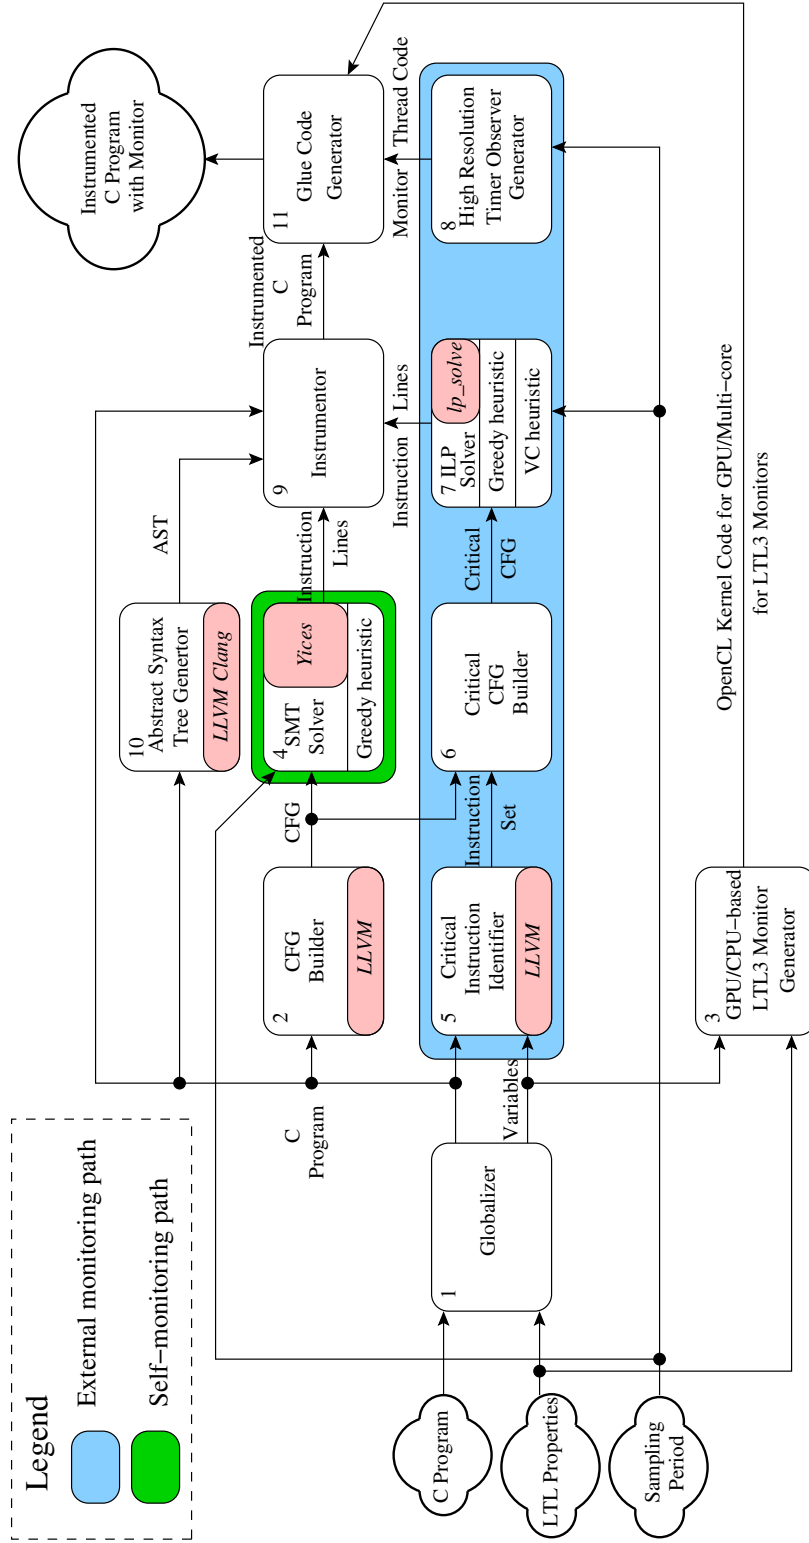 Legend
External monitoring path
Self−monitoring path
C Program
LTL Properties
Sampling
Period
1
Globalizer
C
Program
Variables
2
CFG
Builder
LLVM
5
Critical
Instruction
Identifier
LLVM
3
GPU/CPU−based
LTL3 Monitor
Generator
CFG
Instruction
Set
10
Abstract Syntax
Tree Genertor
LLVM Clang
4
SMT
Solver
Yices
Greedy heuristic
6
Critical
CFG
Builder
AST
Instruction
Lines
Critical
CFG
9
Instrumentor
Instruction
Lines
7 ILP
Solver
lp_solve
Greedy heuristic
VC heuristic
Instrumented
C
Program
OpenCL Kernel Code for GPU/Multi−core
for LTL3 Monitors
Instrumented
C Program
with Monitor
11
Glue Code
Generator
Monitor
Thread Code
8
High Resolution
Timer Observer
Generator